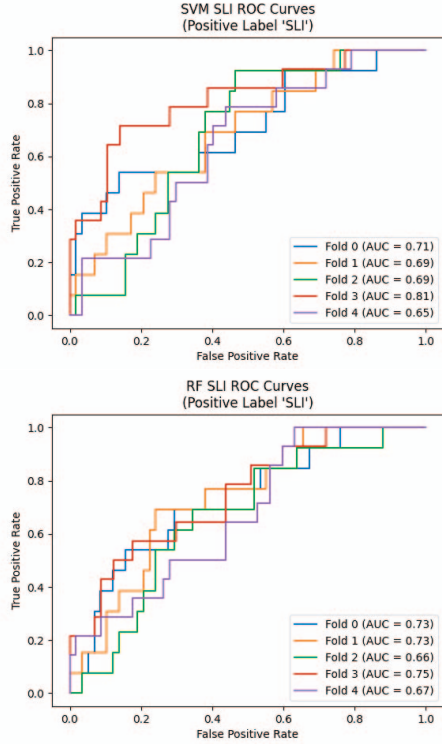 SVM SLI ROC Curves
(Positive Label 'SLI')
1.0
0.8
0.6
0.4
0.2
0.0
True Positive Rate
Fold 0 (AUC = 0.71)
Fold 1 (AUC = 0.69)
Fold 2 (AUC = 0.69)
Fold 3 (AUC = 0.81)
Fold 4 (AUC = 0.65)
0.0 0.2 0.4 0.6 0.8 1.0
False Positive Rate
RF SLI ROC Curves
(Positive Label 'SLI')
1.0
0.8
0.6
0.4
0.2
0.0
True Positive Rate
Fold 0 (AUC = 0.73)
Fold 1 (AUC = 0.73)
Fold 2 (AUC = 0.66)
Fold 3 (AUC = 0.75)
Fold 4 (AUC = 0.67)
0.0 0.2 0.4 0.6 0.8 1.0
False Positive Rate